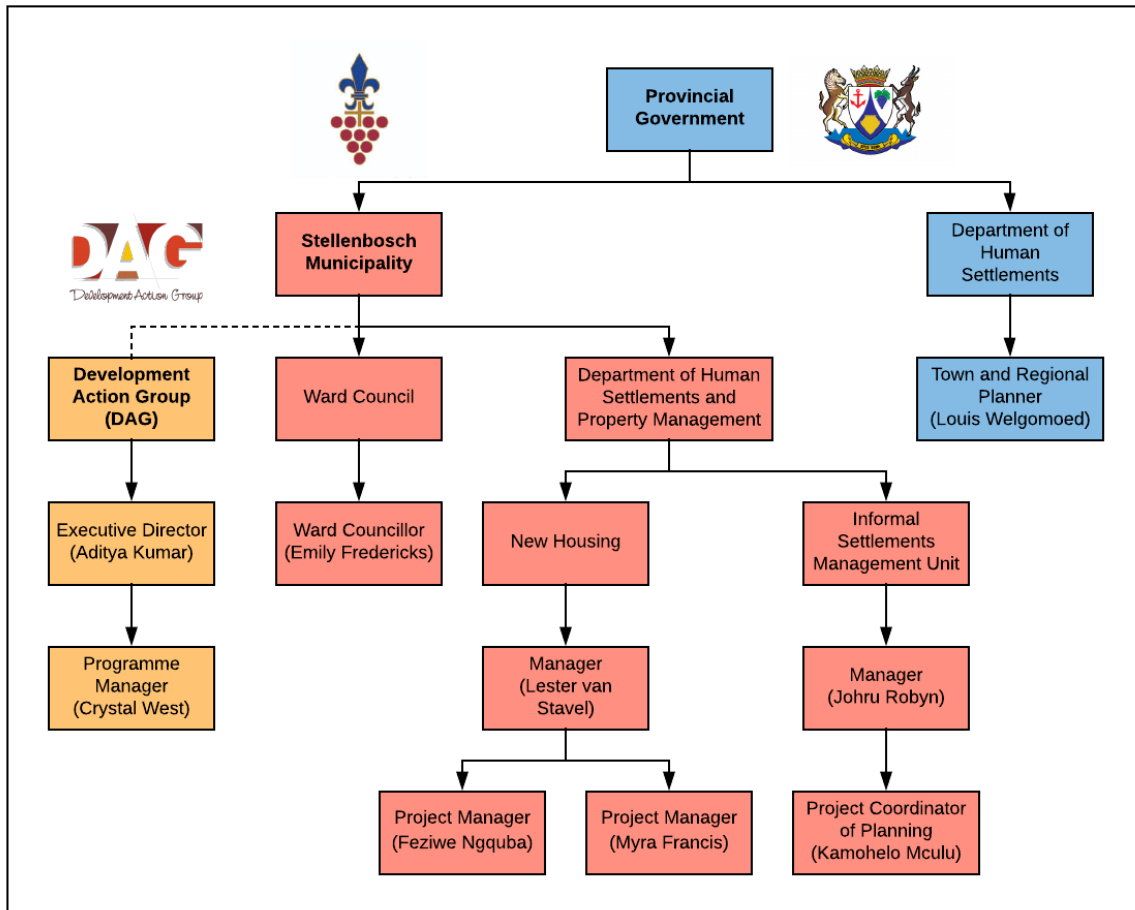 Provincial
Government
DAG
Development Action Group
Stellenbosch
Municipality
Department of
Human
Settlements
Development
Action Group
(DAG)
Ward Council
Department of Human
Settlements and
Property Management
Town and Regional
Planner
(Louis Welgomoed)
Executive Director
(Aditya Kumar)
Ward Councillor
(Emily Fredericks)
New Housing
Informal
Settlements
Management Unit
Programme
Manager
(Crystal West)
Manager
(Lester van
Stavel)
Manager
(Johru Robyn)
Project Manager
(Feziwe Ngquba)
Project Manager
(Myra Francis)
Project Coordinator
of Planning
(Kamohelo Mculu)